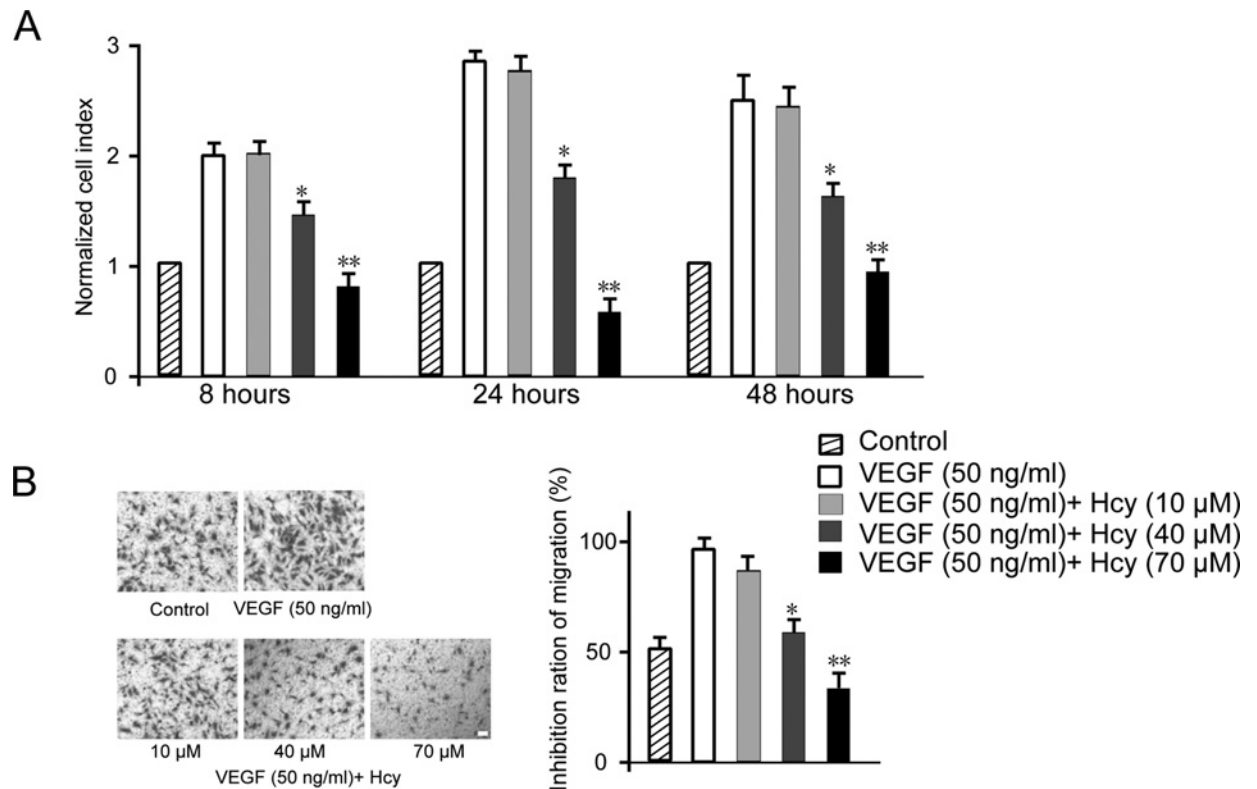 A
Normalized cell index
3
2
1
0
* ** * ** * **
8 hours 24 hours 48 hours
Control
VEGF (50 ng/ml)
VEGF (50 ng/ml)+ Hcy (10 µM)
VEGF (50 ng/ml)+ Hcy (40 µM)
VEGF (50 ng/ml)+ Hcy (70 µM)
B
Control VEGF (50 ng/ml)
10 µM 40 µM 70 µM
VEGF (50 ng/ml)+ Hcy
Inhibition ration of migration (%)
100
50
0
* **